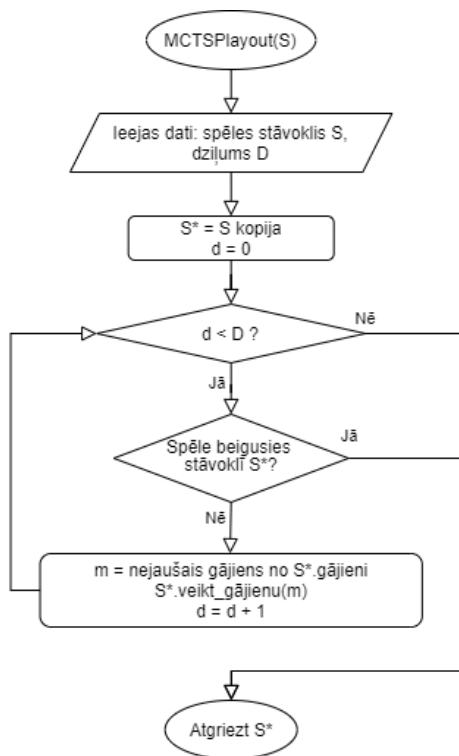 MCTSPlayout(S)
Ieejas dati: spēles stāvoklis S,
dziļums D
S* = S kopija
d = 0
d < D ?
Nē
Jā
Spēle beigusies
stāvoklī S*?
Jā
Nē
m = nejaušais gājiens no S*.gājieni
S*.veikt_gājienu(m)
d = d + 1
Atgriezt S*